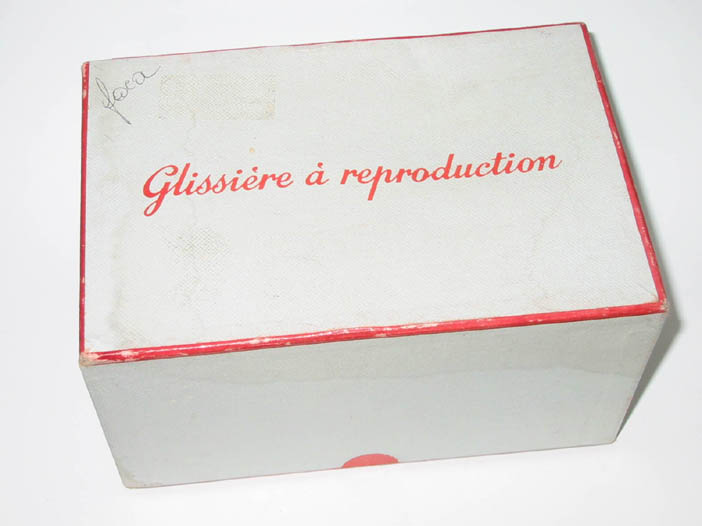 foca
Glissière à reproduction